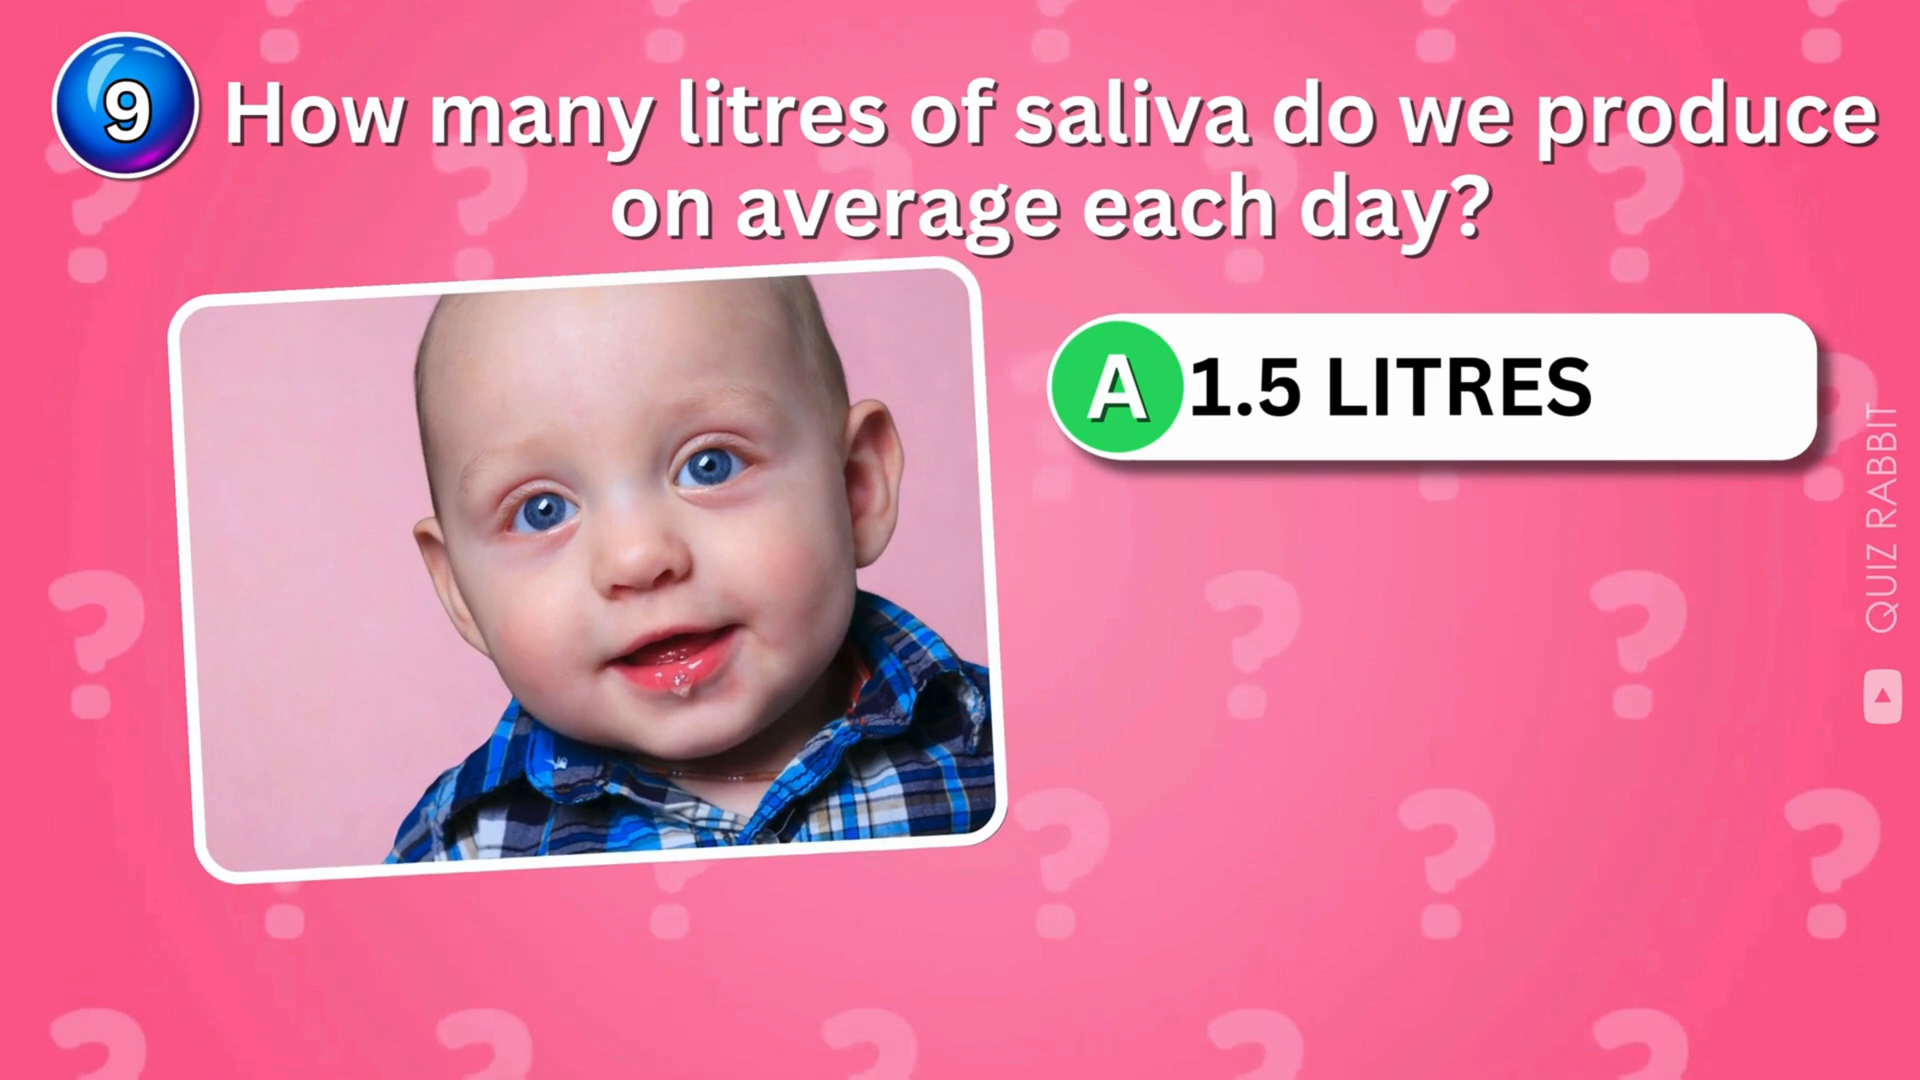 9
How many litres of saliva do we produce
on average each day?
A 1.5 LITRES
QUIZ RABBIT